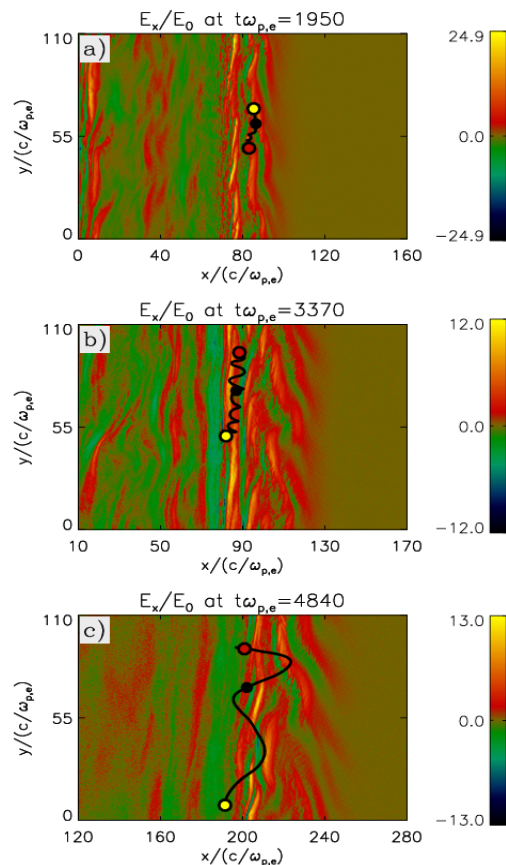 E_x/E_0 at tω_p,e=1950
a)
110
55
0
y/(c/ω_p,e)
0 40 80 120 160
x/(c/ω_p,e)
24.9
0.0
−24.9
E_x/E_0 at tω_p,e=3370
b)
110
55
0
y/(c/ω_p,e)
10 50 90 130 170
x/(c/ω_p,e)
12.0
0.0
−12.0
E_x/E_0 at tω_p,e=4840
c)
110
55
0
y/(c/ω_p,e)
120 160 200 240 280
x/(c/ω_p,e)
13.0
0.0
−13.0